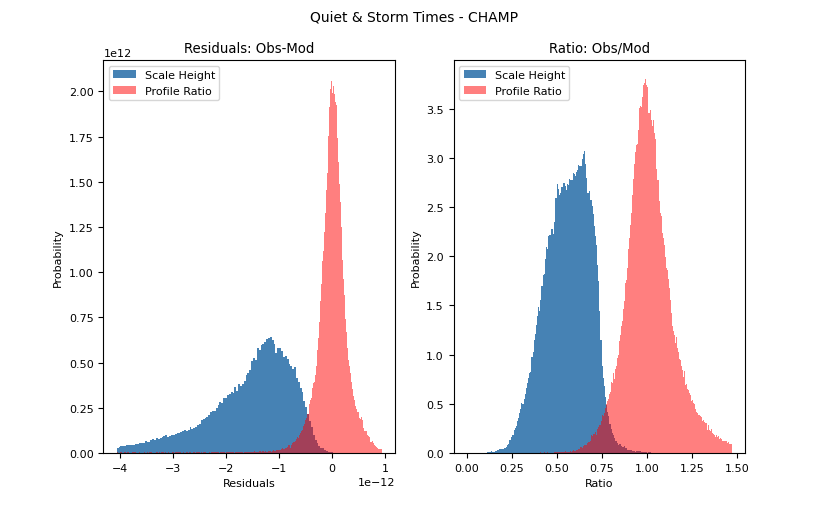 Quiet & Storm Times - CHAMP
Residuals: Obs-Mod
1e12
Scale Height
Profile Ratio
2.00
1.75
1.50
1.25
1.00
0.75
0.50
0.25
0.00
Probability
−4
−3
−2
−1
0
1
1e−12
Residuals
Ratio: Obs/Mod
Scale Height
Profile Ratio
3.5
3.0
2.5
2.0
1.5
1.0
0.5
0.0
Probability
0.00
0.25
0.50
0.75
1.00
1.25
1.50
Ratio